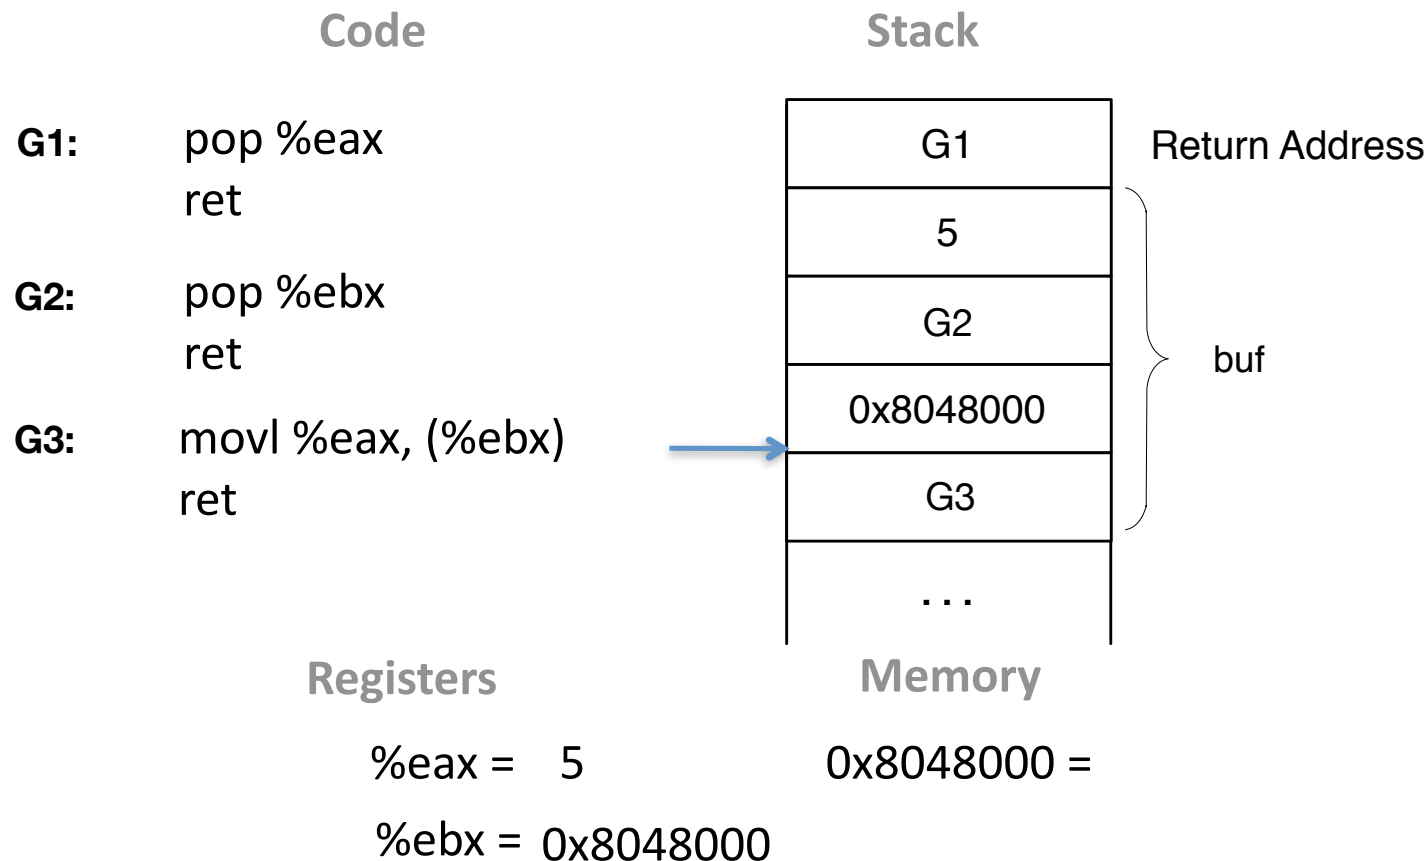 Code
Stack
G1: pop %eax
ret
G2: pop %ebx
ret
G3: movl %eax, (%ebx)
ret
G1
Return Address
5
G2
0x8048000
G3
...
buf
Registers
Memory
%eax = 5
0x8048000 =
%ebx = 0x8048000